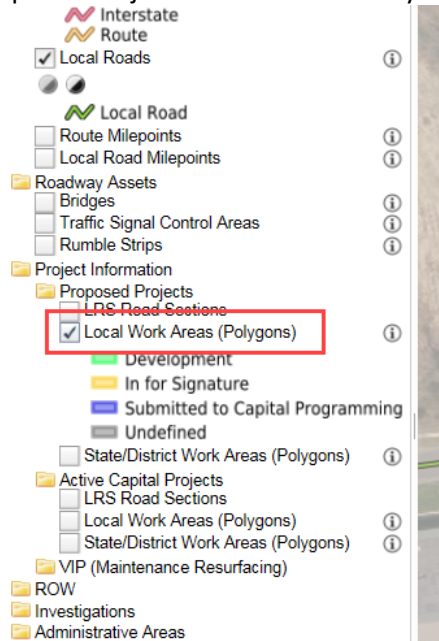 Interstate
Route
Local Roads
Local Road
Route Milepoints
Local Road Milepoints
Roadway Assets
Bridges
Traffic Signal Control Areas
Rumble Strips
Project Information
Proposed Projects
LRS Road Sections
Local Work Areas (Polygons)
Development
In for Signature
Submitted to Capital Programming
Undefined
State/District Work Areas (Polygons)
Active Capital Projects
LRS Road Sections
Local Work Areas (Polygons)
State/District Work Areas (Polygons)
VIP (Maintenance Resurfacing)
ROW
Investigations
Administrative Areas